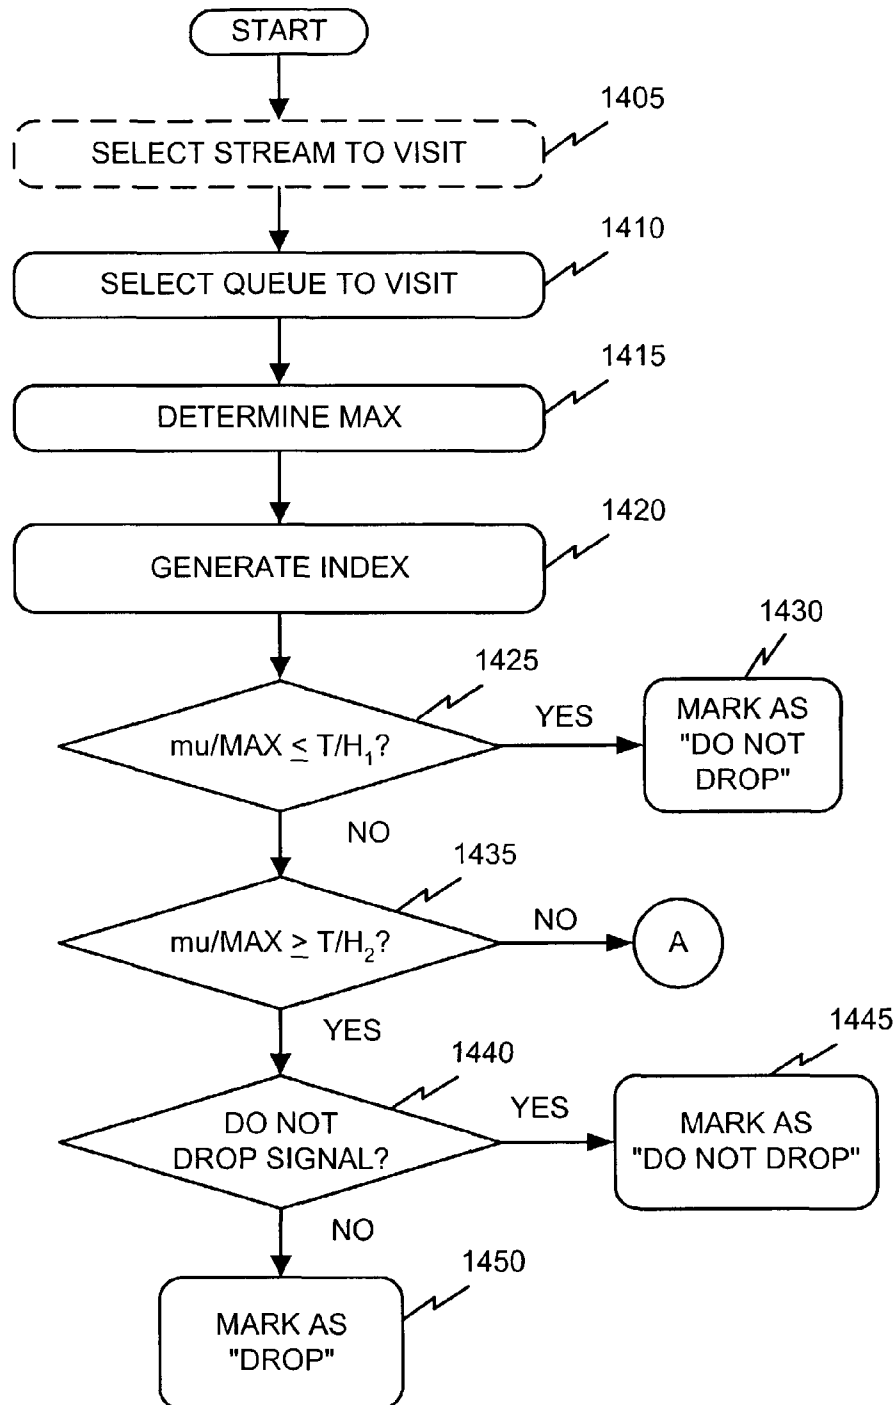 START
1405
SELECT STREAM TO VISIT
1410
SELECT QUEUE TO VISIT
1415
DETERMINE MAX
1420
GENERATE INDEX
1425
mu/MAX ≤ T/H₁?
YES
1430
MARK AS
"DO NOT
DROP"
NO
1435
mu/MAX ≥ T/H₂?
NO
A
YES
1440
DO NOT
DROP SIGNAL?
YES
1445
MARK AS
"DO NOT DROP"
NO
1450
MARK AS
"DROP"